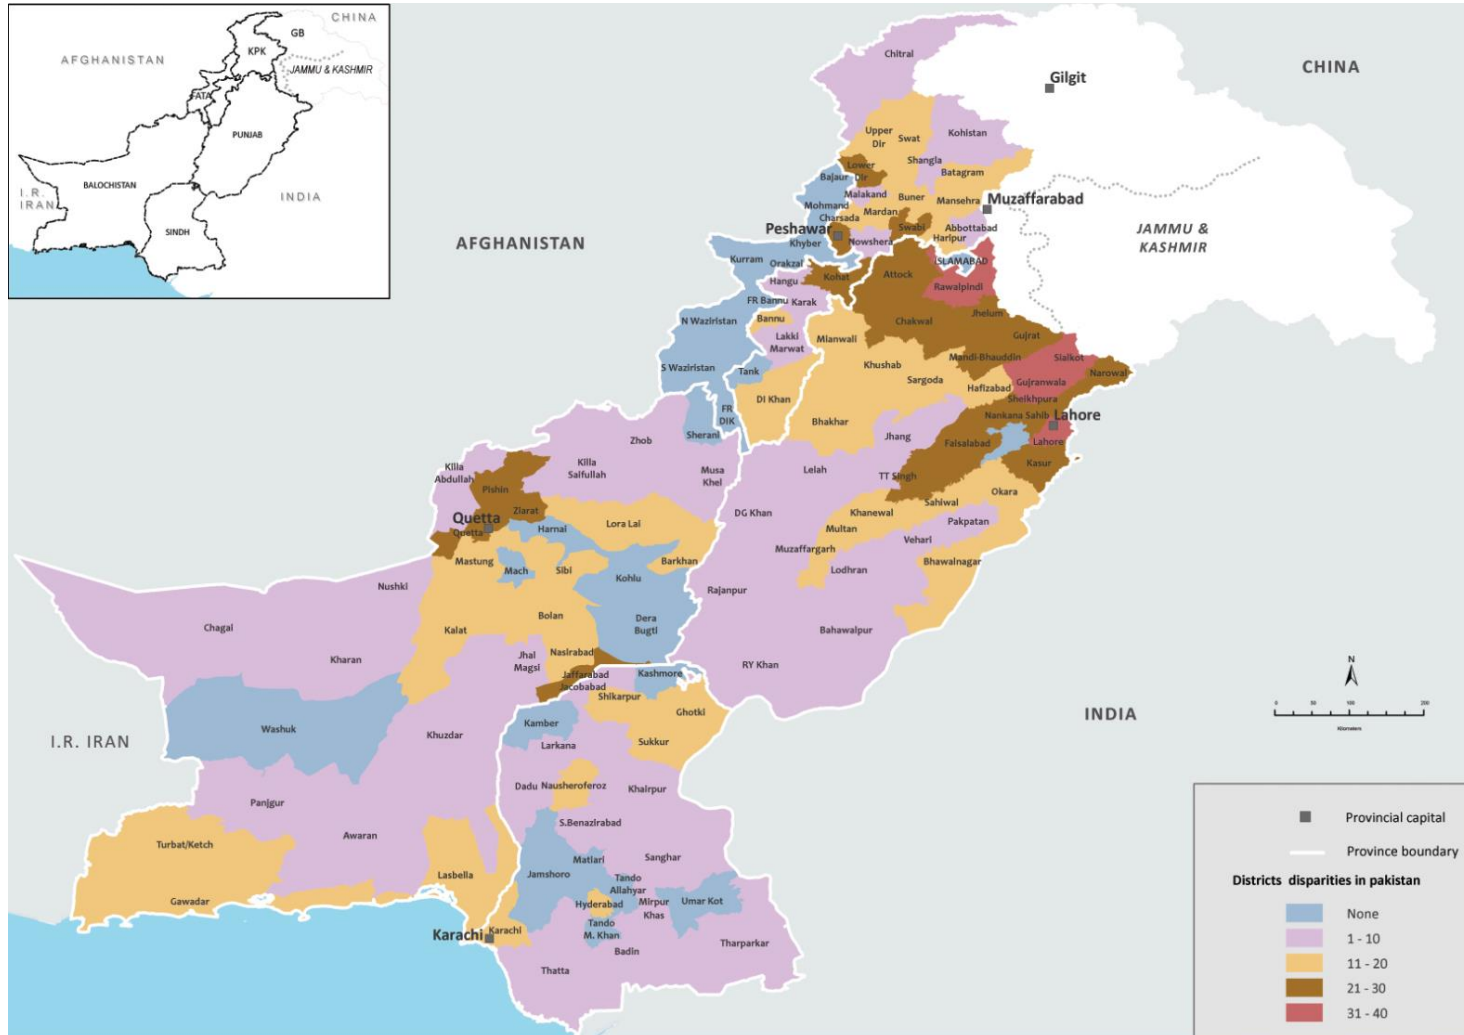 CHINA
GB
AFGHANISTAN
KPK
JAMMU & KASHMIR
FATA
PUNJAB
BALOCHISTAN
I.R.
IRAN
INDIA
SINDH
Chitral
Gilgit
CHINA
Upper
Dir
Swat
Kohistan
Shangla
Lower
Dir
Batagram
Bajaur
Malakand
Buner
Mansehra
Muzaffarabad
Mohmand
Charsada
Mardan
Swabi
Abbottabad
JAMMU &
KASHMIR
Peshawar
Nowshera
Haripur
AFGHANISTAN
Khyber
Kurram
Orakzai
ISLAMABAD
Hangu
Kohat
Attock
Rawalpindi
FR Bannu
Karak
N Waziristan
Bannu
Chakwal
Jhelum
Gujrat
Lakki
Marwat
Mianwali
S Waziristan
Tank
Khushab
Mandi-Bhauddin
Sialkot
Sargoda
Hafizabad
Gujranwala
Narowal
DI Khan
Sheikhpura
FR
DIK
Bhakhar
Nankana Sahib
Lahore
Sherani
Zhob
Jhang
Faisalabad
Lahore
Killa
Abdullah
Killa
Saifullah
Musa
Khel
Lelah
TT Singh
Kasur
Pishin
Okara
Ziarat
DG Khan
Khanewal
Sahiwal
Quetta
Quetta
Harnai
Lora Lai
Multan
Pakpatan
Vehari
Mastung
Mach
Sibi
Barkhan
Muzaffargarh
Bhawalnagar
Kohlu
Lodhran
Nushki
Rajanpur
Chagai
Bolan
Dera
Bugti
Kalat
Bahawalpur
Kharan
Jhal
Magsi
Nasirabad
RY Khan
Jaffarabad
Jacobabad
Kashmore
Shikarpur
Ghotki
N
INDIA
0 50 100 200
Kilometers
I.R. IRAN
Washuk
Khuzdar
Kamber
Sukkur
Larkana
Dadu
Nausheroferoz
Khairpur
Panjgur
S.Benazirabad
Awaran
Turbat/Ketch
Sanghar
Matiari
Lasbella
Jamshoro
Tando
Allahyar
Gawadar
Hyderabad
Mirpur
Khas
Umar Kot
Karachi
Karachi
Tando
M. Khan
Badin
Tharparkar
Thatta
Provincial capital
Province boundary
Districts disparities in pakistan
None
1 - 10
11 - 20
21 - 30
31 - 40